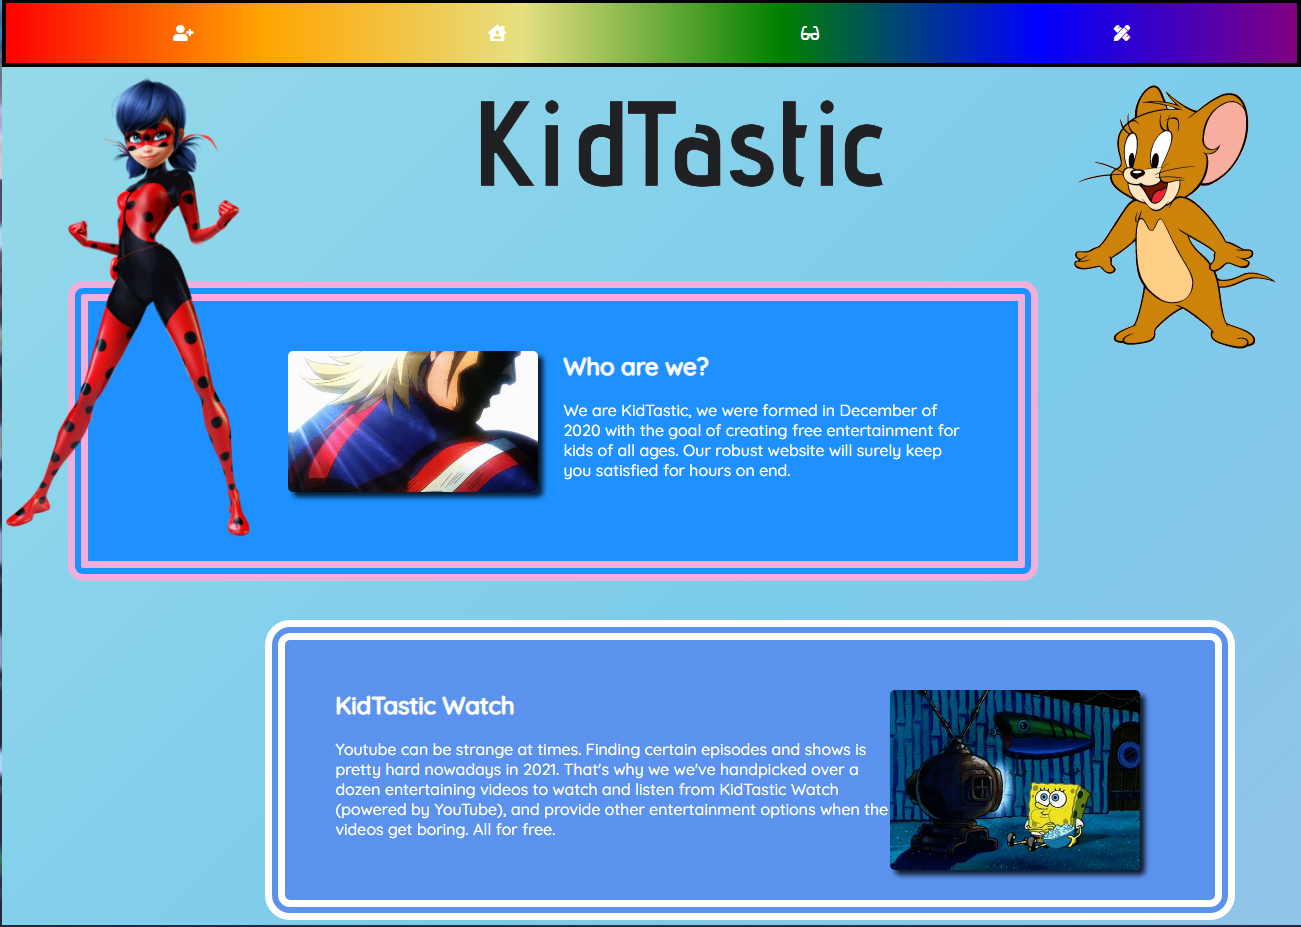 KidTastic
Who are we?
We are KidTastic, we were formed in December of
2020 with the goal of creating free entertainment for
kids of all ages. Our robust website will surely keep
you satisfied for hours on end.
KidTastic Watch
Youtube can be strange at times. Finding certain episodes and shows is
pretty hard nowadays in 2021. That's why we we've handpicked over a
dozen entertaining videos to watch and listen from KidTastic Watch
(powered by YouTube), and provide other entertainment options when the
videos get boring. All for free.